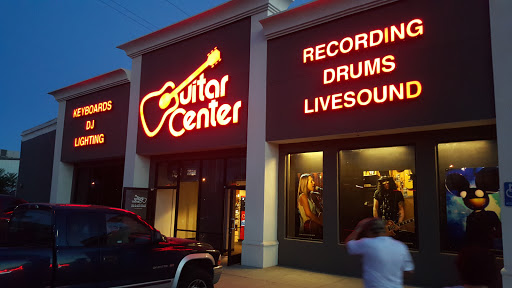 KEYBOARDS
DJ
LIGHTING
Guitar
Center
RECORDING
DRUMS
LIVESOUND